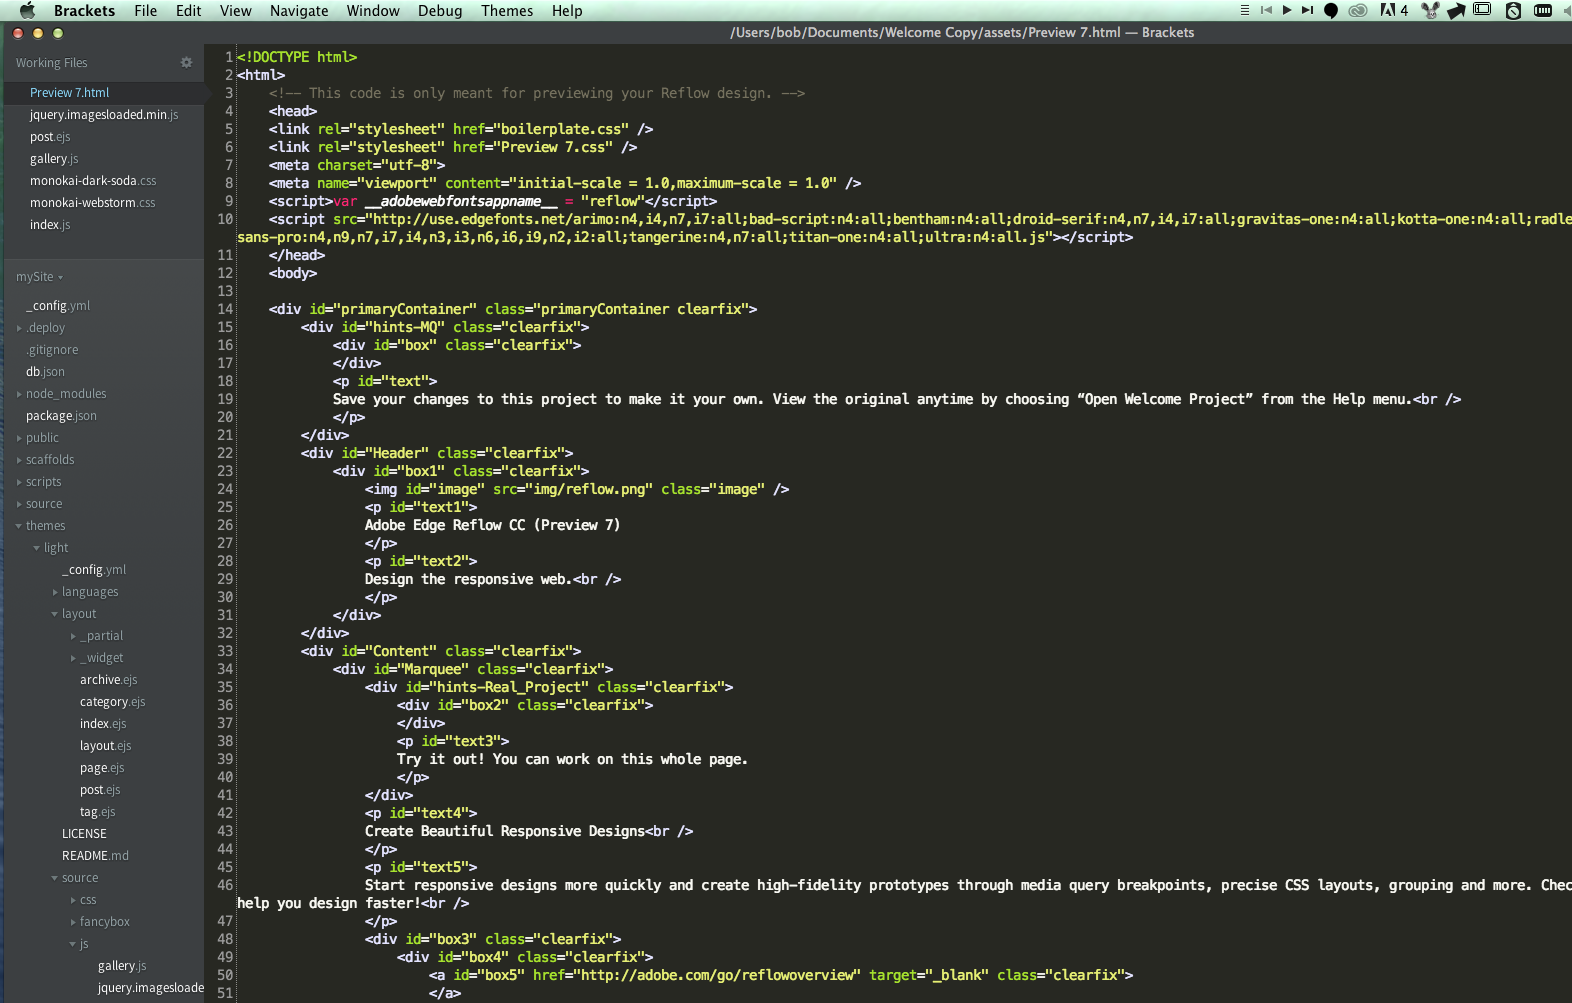 Brackets File Edit View Navigate Window Debug Themes Help 4
/Users/bob/Documents/Welcome Copy/assets/Preview 7.html — Brackets
Working Files
Preview 7.html
jquery.imagesloaded.min.js
post.ejs
gallery.js
monokai-dark-soda.css
monokai-webstorm.css
index.js
mySite
_config.yml
.deploy
.gitignore
db.json
node_modules
package.json
public
scaffolds
scripts
source
themes
light
_config.yml
languages
layout
_partial
_widget
archive.ejs
category.ejs
index.ejs
layout.ejs
page.ejs
post.ejs
tag.ejs
LICENSE
README.md
source
css
fancybox
js
gallery.js
jquery.imagesloade
1 <!DOCTYPE html>
2 <html>
3 <!-- This code is only meant for previewing your Reflow design. -->
4 <head>
5 <link rel="stylesheet" href="boilerplate.css" />
6 <link rel="stylesheet" href="Preview 7.css" />
7 <meta charset="utf-8">
8 <meta name="viewport" content="initial-scale = 1.0,maximum-scale = 1.0" />
9 <script>var __adobewebfontsappname__ = "reflow"</script>
10 <script src="http://use.edgefonts.net/arimo:n4,i4,n7,i7:all;bad-script:n4:all;bentham:n4:all;droid-serif:n4,n7,i4,i7:all;gravitas-one:n4:all;kotta-one:n4:all;radle
sans-pro:n4,n9,n7,i7,i4,n3,i3,n6,i6,i9,n2,i2:all;tangerine:n4,n7:all;titan-one:n4:all;ultra:n4:all.js"></script>
11 </head>
12 <body>
13
14 <div id="primaryContainer" class="primaryContainer clearfix">
15 <div id="hints-MQ" class="clearfix">
16 <div id="box" class="clearfix">
17 </div>
18 <p id="text">
19 Save your changes to this project to make it your own. View the original anytime by choosing “Open Welcome Project” from the Help menu.<br />
20 </p>
21 </div>
22 <div id="Header" class="clearfix">
23 <div id="box1" class="clearfix">
24 <img id="image" src="img/reflow.png" class="image" />
25 <p id="text1">
26 Adobe Edge Reflow CC (Preview 7)
27 </p>
28 <p id="text2">
29 Design the responsive web.<br />
30 </p>
31 </div>
32 </div>
33 <div id="Content" class="clearfix">
34 <div id="Marquee" class="clearfix">
35 <div id="hints-Real_Project" class="clearfix">
36 <div id="box2" class="clearfix">
37 </div>
38 <p id="text3">
39 Try it out! You can work on this whole page.
40 </p>
41 </div>
42 <p id="text4">
43 Create Beautiful Responsive Designs<br />
44 </p>
45 <p id="text5">
46 Start responsive designs more quickly and create high-fidelity prototypes through media query breakpoints, precise CSS layouts, grouping and more. Chec
help you design faster!<br />
47 </p>
48 <div id="box3" class="clearfix">
49 <div id="box4" class="clearfix">
50 <a id="box5" href="http://adobe.com/go/reflowoverview" target="_blank" class="clearfix">
51 </a>